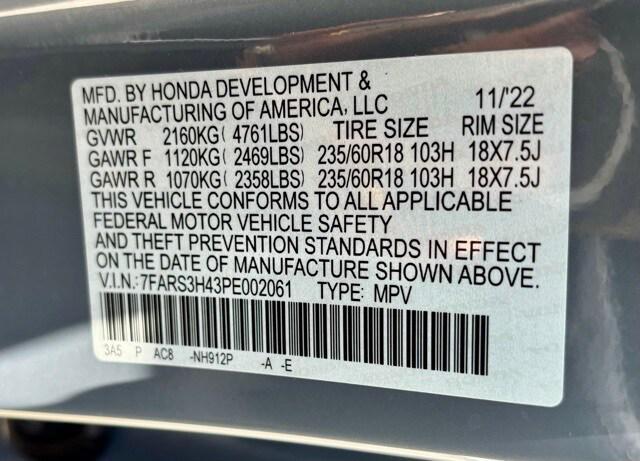 MFD. BY HONDA DEVELOPMENT &
MANUFACTURING OF AMERICA, LLC 11/'22
GVWR 2160KG( 4761LBS) TIRE SIZE RIM SIZE
GAWR F 1120KG( 2469LBS) 235/60R18 103H 18X7.5J
GAWR R 1070KG( 2358LBS) 235/60R18 103H 18X7.5J
THIS VEHICLE CONFORMS TO ALL APPLICABLE
FEDERAL MOTOR VEHICLE SAFETY
AND THEFT PREVENTION STANDARDS IN EFFECT
ON THE DATE OF MANUFACTURE SHOWN ABOVE.
V.I.N.:7FARS3H43PE002061 TYPE: MPV
3A5 P AC8 -NH912P -A -E